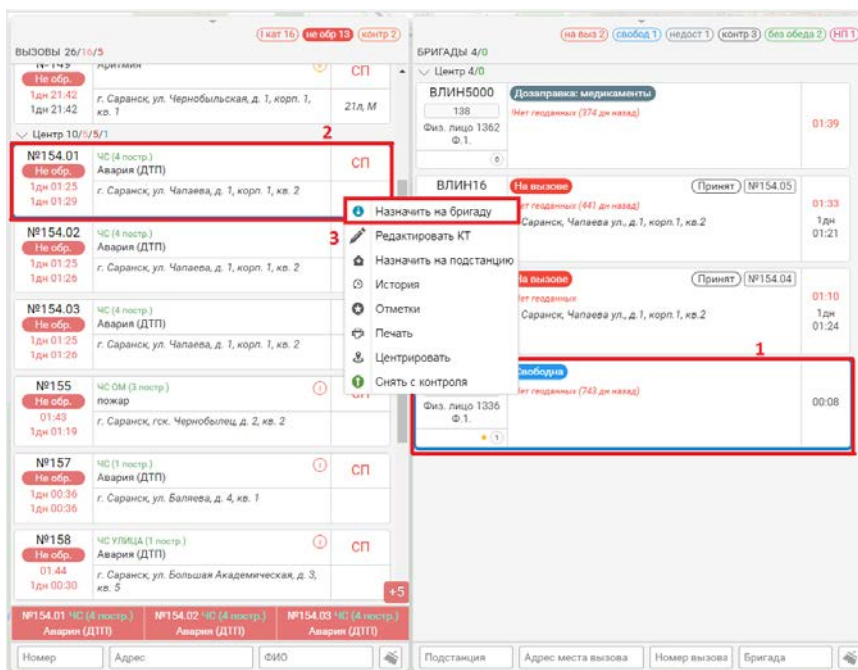 I кат 16 не обр 13 контр 2
ВЫЗОВЫ 26/16/5
№149 Аритмия СП
Не обр.
1дн 21:42
1дн 21:42
г. Саранск, ул. Чернобыльская, д. 1, корп. 1,
кв. 1
21л, М
Центр 10/5/5/1
2
№154.01 ЧС (4 постр.)
Не обр. Авария (ДТП) СП
1дн 01:25
1дн 01:29
г. Саранск, ул. Чапаева, д. 1, корп. 1, кв. 2
№154.02 ЧС (4 постр.)
Не обр. Авария (ДТП)
1дн 01:25
1дн 01:26
г. Саранск, ул. Чапаева, д. 1, корп. 1, кв. 2
№154.03 ЧС (4 постр.)
Не обр. Авария (ДТП)
1дн 01:25
1дн 01:26
г. Саранск, ул. Чапаева, д. 1, корп. 1, кв. 2
№155 ЧС ОМ (3 постр.)
Не обр. пожар
01:43
1дн 01:19
г. Саранск, гск. Чернобылец, д. 2, кв. 2
№157 ЧС (1 постр.)
Не обр. Авария (ДТП) СП
1дн 00:36
1дн 00:36
г. Саранск, ул. Баляева, д. 4, кв. 1
№158 ЧС УЛИЦА (1 постр.)
Не обр. Авария (ДТП) СП
01:44
1дн 00:30
г. Саранск, ул. Большая Академическая, д. 3,
кв. 5
+5
№154.01 ЧС (4 постр.) Авария (ДТП)
№154.02 ЧС (4 постр.) Авария (ДТП)
№154.03 ЧС (4 постр.) Авария (ДТП)
Номер Адрес ФИО
3
Назначить на бригаду
Редактировать КТ
Назначить на подстанцию
История
Отметки
Печать
Центрировать
Снять с контроля
на выз 2 свобод 1 недост 1 контр 3 без обеда 2 НП 1
БРИГАДЫ 4/0
Центр 4/0
ВЛИН5000 Дозаправка: медикаменты
138
Нет геоданных (374 дн назад)
01:39
Физ. лицо 1362
Ф.1.
0
ВЛИН16 На вызове Принят №154.05
Нет геоданных (441 дн назад)
Саранск, Чапаева ул., д.1, корп.1, кв.2
01:33
1дн
01:21
На вызове Принят №154.04
Нет геоданных
Саранск, Чапаева ул., д.1, корп.1, кв.2
01:10
1дн
01:24
1
Свободна
Нет геоданных (743 дн назад)
00:08
Физ. лицо 1336
Ф.1.
1
Подстанция Адрес места вызова Номер вызова Бригада